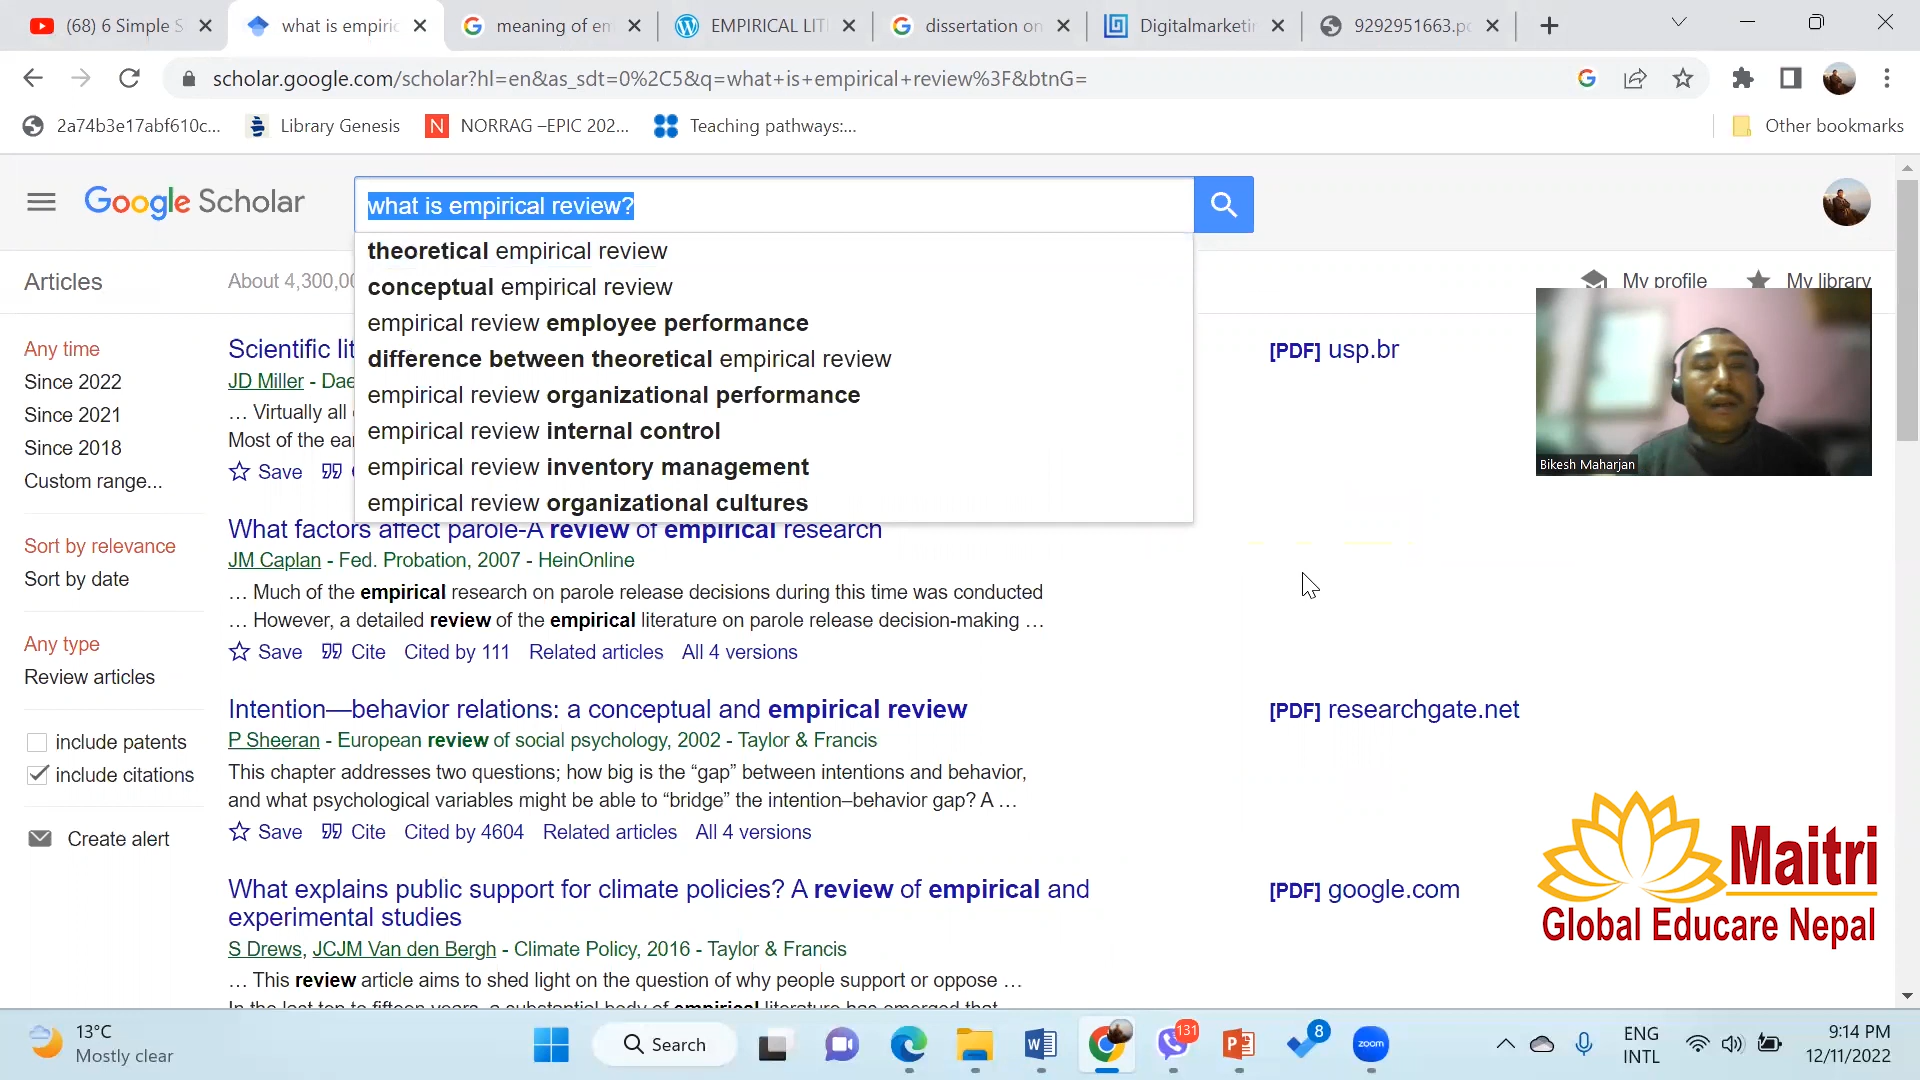 (68) 6 Simple S
what is empiric
meaning of em
EMPIRICAL LIT
dissertation on
Digitalmarketin
9292951663.pd
scholar.google.com/scholar?hl=en&as_sdt=0%2C5&q=what+is+empirical+review%3F&btnG=
2a74b3e17abf610c...
Library Genesis
N NORRAG –EPIC 202...
Teaching pathways:...
Other bookmarks
Google Scholar
what is empirical review?
theoretical empirical review
conceptual empirical review
empirical review employee performance
difference between theoretical empirical review
empirical review organizational performance
empirical review internal control
empirical review inventory management
empirical review organizational cultures
Articles
About 4,300,00
My profile
My library
Any time
Since 2022
Since 2021
Since 2018
Custom range...
Sort by relevance
Sort by date
Any type
Review articles
include patents
include citations
Create alert
Scientific lit
[PDF] usp.br
JD Miller - Dae
... Virtually all
Most of the ear
Save
What factors affect parole-A review of empirical research
JM Caplan - Fed. Probation, 2007 - HeinOnline
... Much of the empirical research on parole release decisions during this time was conducted
... However, a detailed review of the empirical literature on parole release decision-making ...
Save Cite Cited by 111 Related articles All 4 versions
Intention—behavior relations: a conceptual and empirical review
[PDF] researchgate.net
P Sheeran - European review of social psychology, 2002 - Taylor & Francis
This chapter addresses two questions; how big is the “gap” between intentions and behavior,
and what psychological variables might be able to “bridge” the intention–behavior gap? A ...
Save Cite Cited by 4604 Related articles All 4 versions
What explains public support for climate policies? A review of empirical and
experimental studies
[PDF] google.com
S Drews, JCJM Van den Bergh - Climate Policy, 2016 - Taylor & Francis
... This review article aims to shed light on the question of why people support or oppose ...
Bikesh Maharjan
Maitri
Global Educare Nepal
13°C
Mostly clear
Search
131
8
zoom
ENG
INTL
9:14 PM
12/11/2022